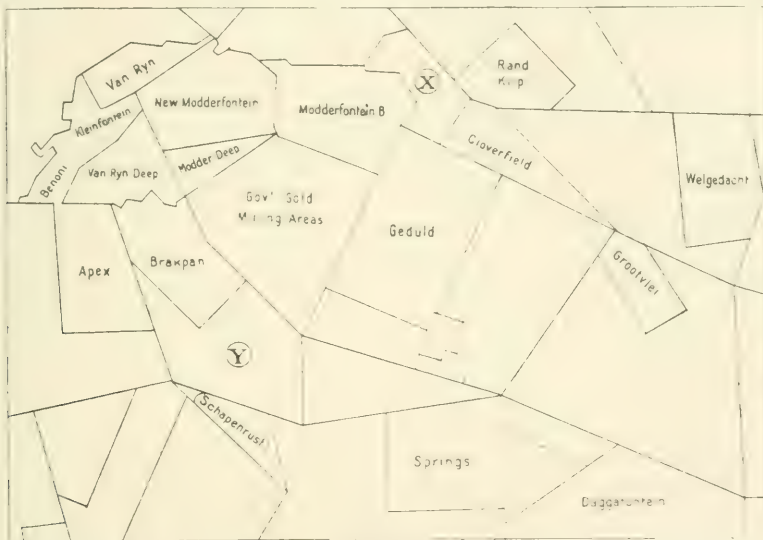 Van Ryn
X
Rand
Kleinfontein
New Modderfontein
Modderfontein B
Cloverfield
Benoni
Van Ryn Deep
Modder Deep
Welgedacht
Gov't Gold
Mining Areas
Geduld
Apex
Brakpan
Grootvlei
Y
Schapenrust
Springs
Daggafontein